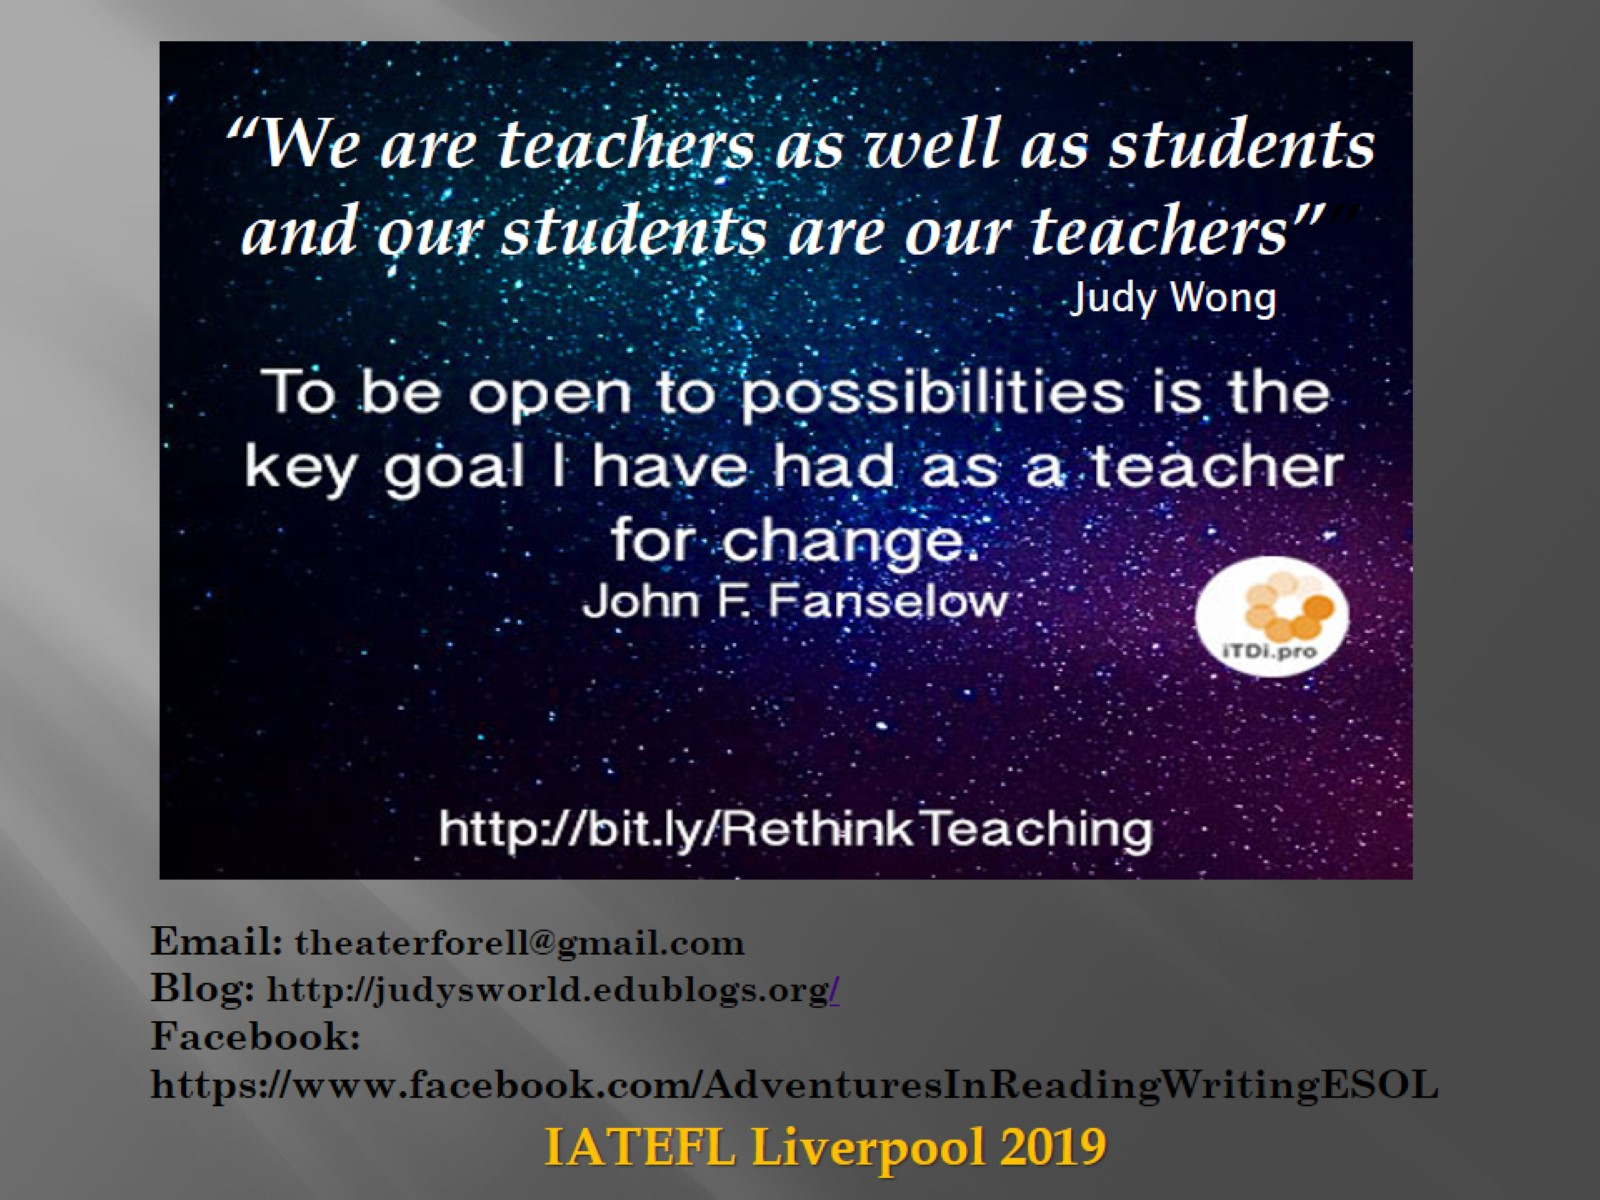 “We are teachers as well as students
and our students are our teachers””
Judy Wong
To be open to possibilities is the
key goal I have had as a teacher
for change.
John F. Fanselow
iTDi.pro
http://bit.ly/RethinkTeaching
Email: theaterforell@gmail.com
Blog: http://judysworld.edublogs.org/
Facebook:
https://www.facebook.com/AdventuresInReadingWritingESOL
IATEFL Liverpool 2019